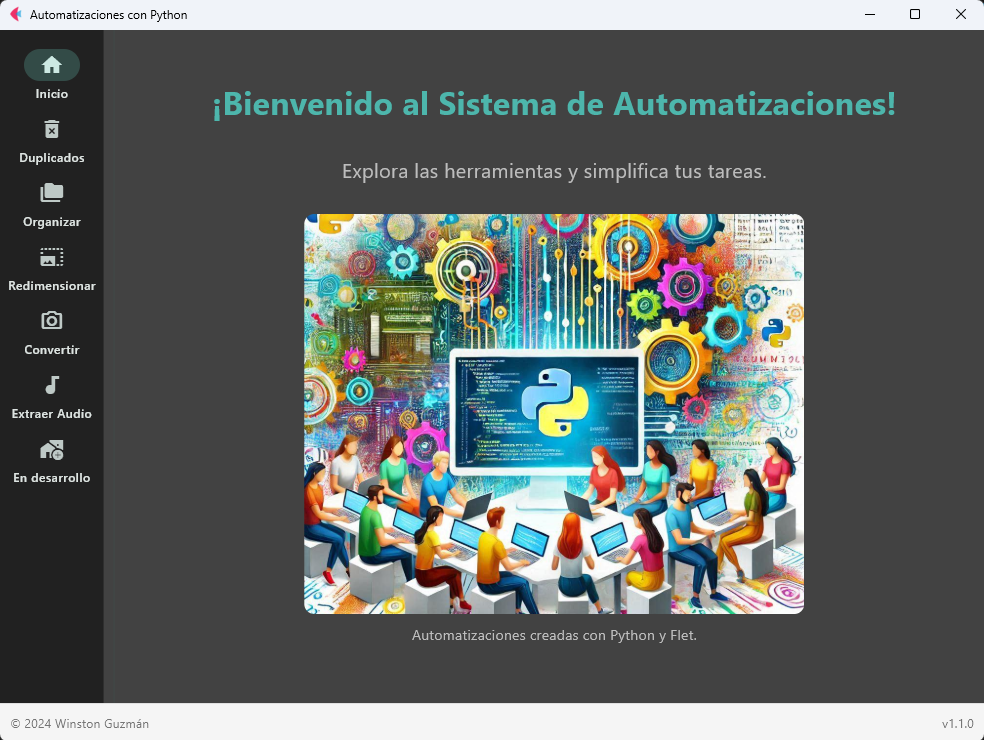 Automatizaciones con Python
Inicio
Duplicados
Organizar
Redimensionar
Convertir
Extraer Audio
En desarrollo
¡Bienvenido al Sistema de Automatizaciones!
Explora las herramientas y simplifica tus tareas.
Automatizaciones creadas con Python y Flet.
© 2024 Winston Guzmán
v1.1.0